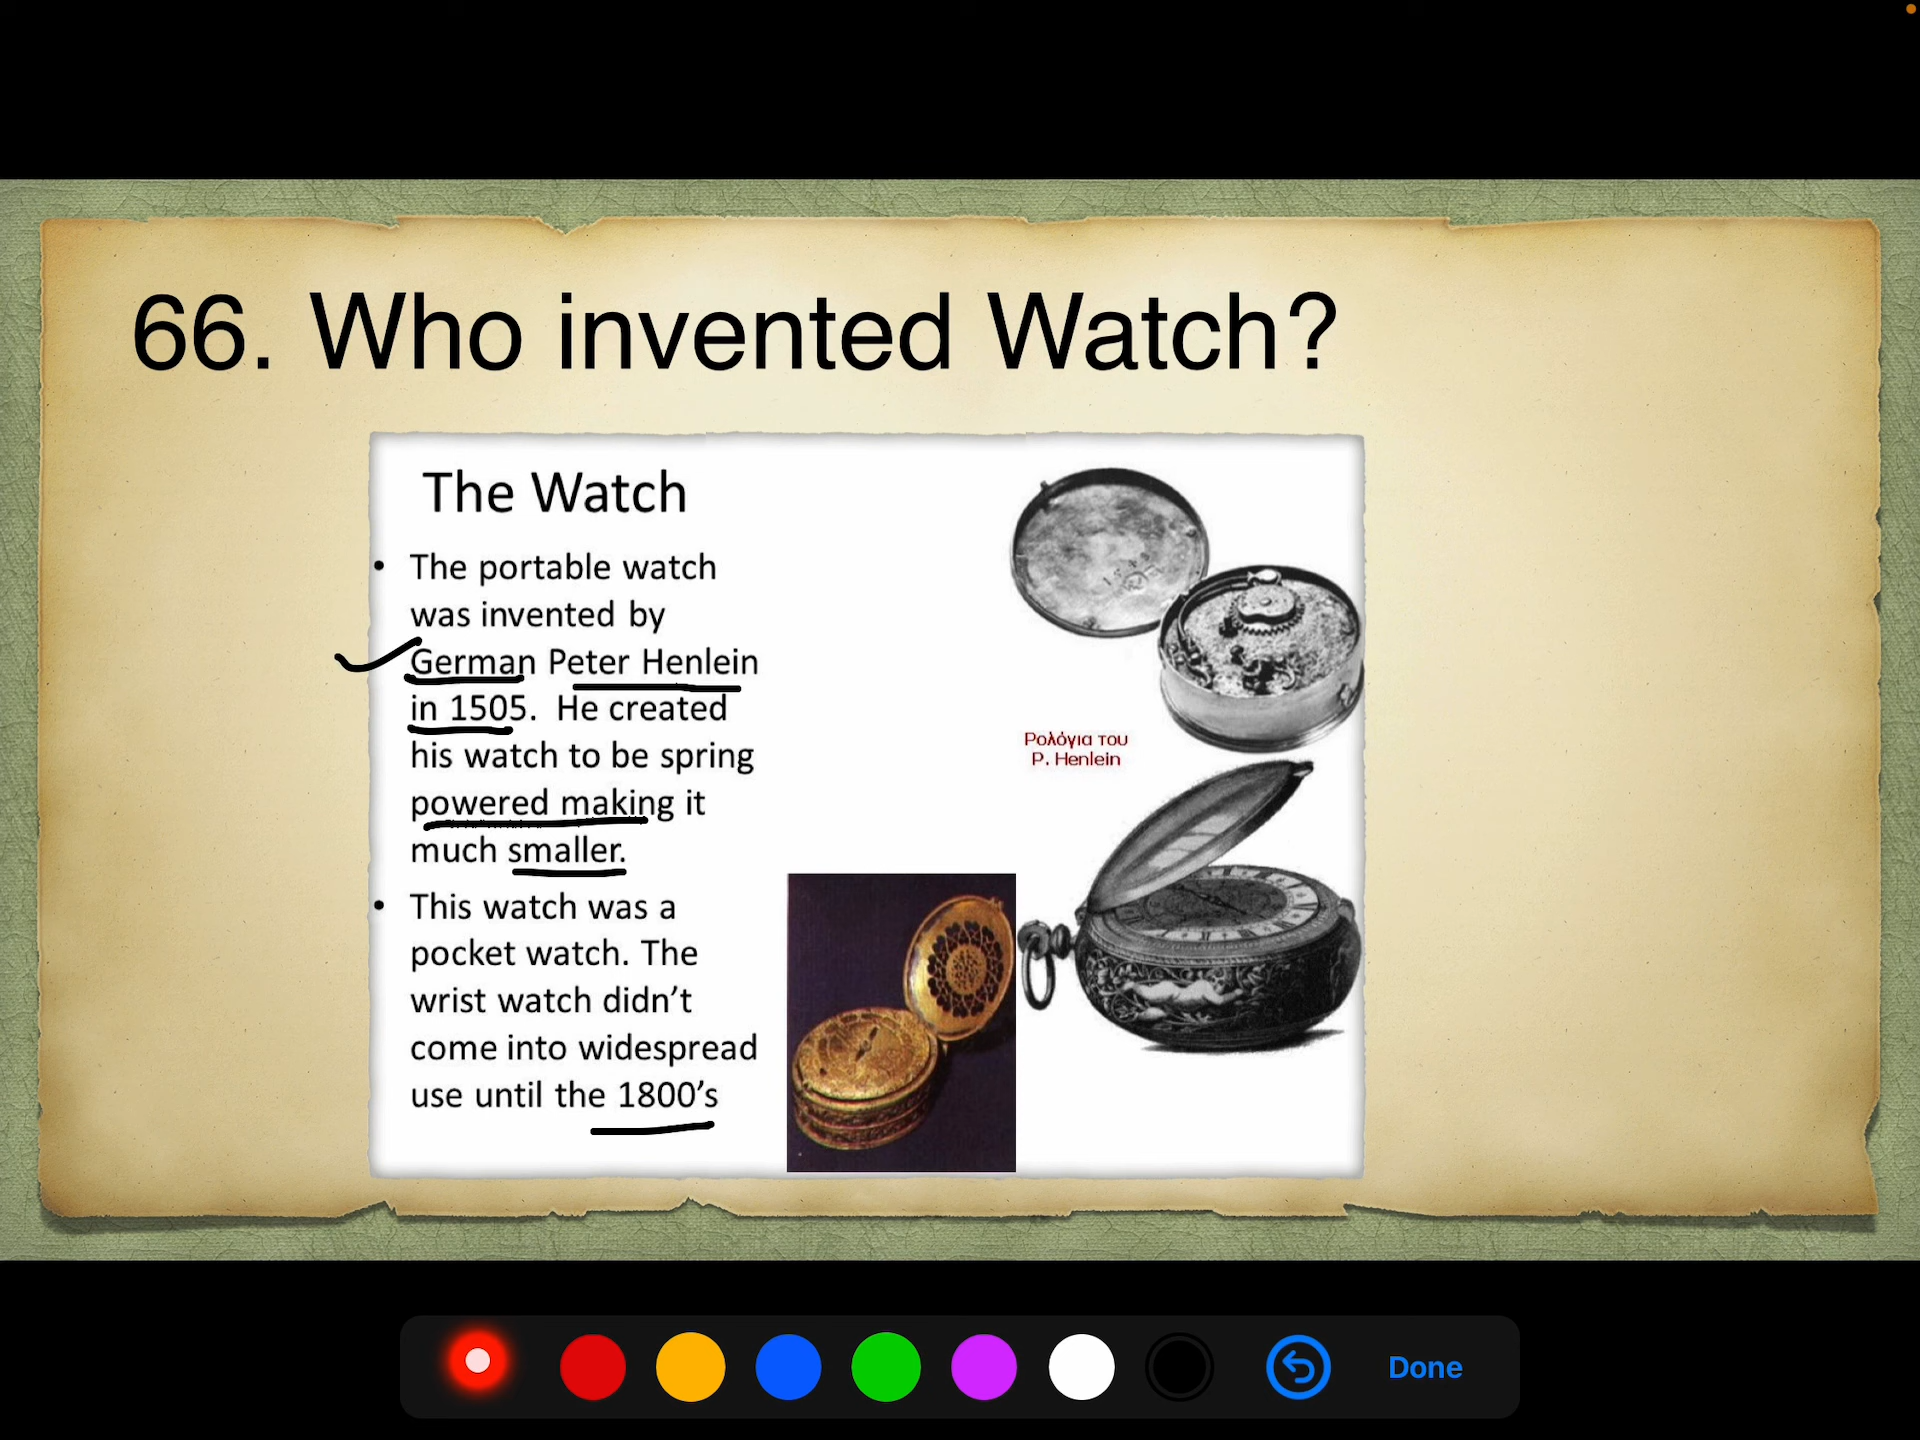 66. Who invented Watch?
The Watch
• The portable watch
was invented by
German Peter Henlein
in 1505.  He created
his watch to be spring
powered making it
much smaller.
• This watch was a
pocket watch. The
wrist watch didn’t
come into widespread
use until the 1800’s
Ρολόγια του
P. Henlein
Done